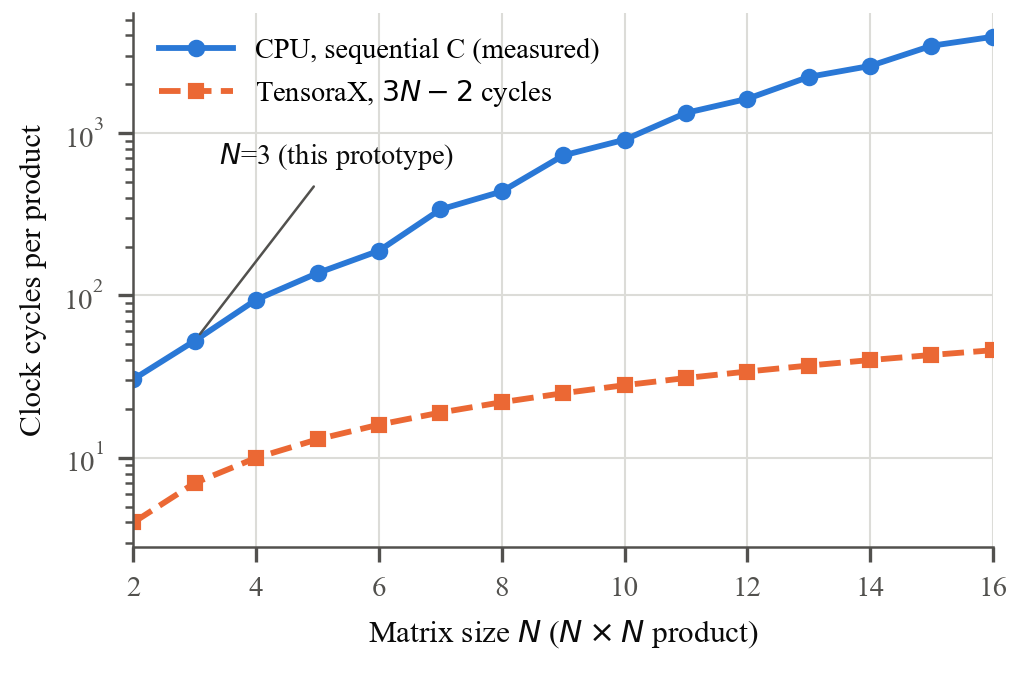 CPU, sequential C (measured)
TensoraX, 3N − 2 cycles
N=3 (this prototype)
Clock cycles per product
10³
10²
10¹
2 4 6 8 10 12 14 16
Matrix size N (N × N product)